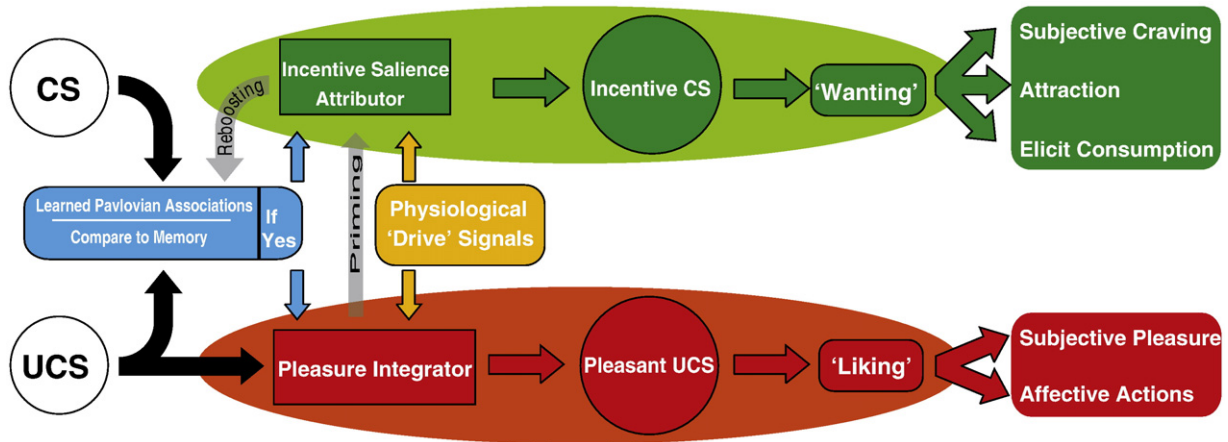 CS
Rebosting
Incentive Salience
Attributor
Incentive CS
‘Wanting’
Subjective Craving
Attraction
Elicit Consumption
Learned Pavlovian Associations
Compare to Memory
If
Yes
Priming
Physiological
‘Drive’ Signals
UCS
Pleasure Integrator
Pleasant UCS
‘Liking’
Subjective Pleasure
Affective Actions